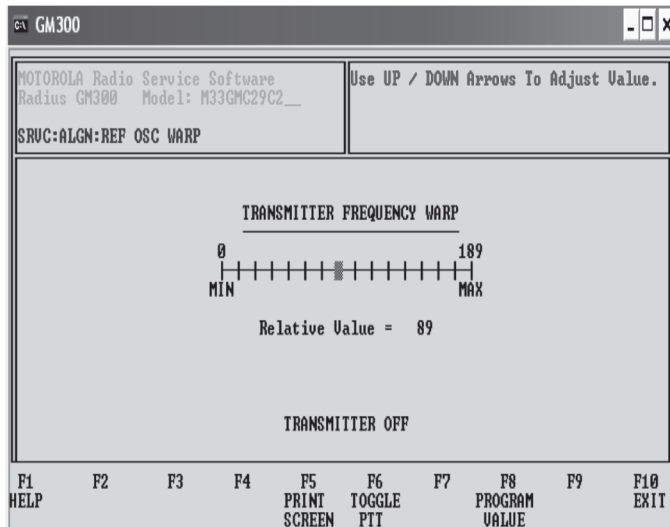 GM300
MOTOROLA Radio Service Software
Radius GM300 Model: M33GMC29C2__
SRVC:ALGN:REF OSC WARP
Use UP / DOWN Arrows To Adjust Value.
TRANSMITTER FREQUENCY WARP
0 189
MIN MAX
Relative Value = 89
TRANSMITTER OFF
F1 F2 F3 F4 F5 F6 F7 F8 F9 F10
HELP PRINT TOGGLE PROGRAM EXIT
SCREEN PTT VALUE